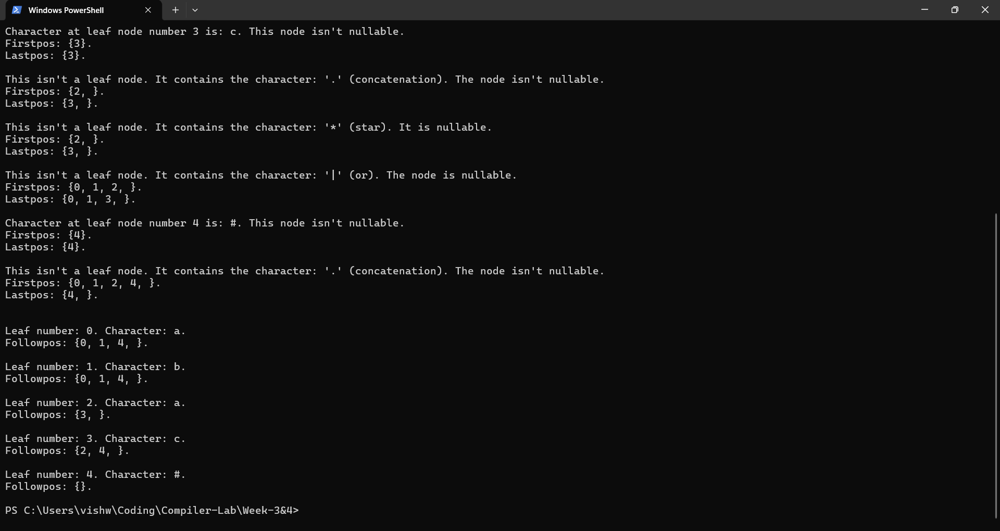 Windows PowerShell
Character at leaf node number 3 is: c. This node isn't nullable.
Firstpos: {3}.
Lastpos: {3}.
This isn't a leaf node. It contains the character: '.' (concatenation). The node isn't nullable.
Firstpos: {2, }.
Lastpos: {3, }.
This isn't a leaf node. It contains the character: '*' (star). It is nullable.
Firstpos: {2, }.
Lastpos: {3, }.
This isn't a leaf node. It contains the character: '|' (or). The node is nullable.
Firstpos: {0, 1, 2, }.
Lastpos: {0, 1, 3, }.
Character at leaf node number 4 is: #. This node isn't nullable.
Firstpos: {4}.
Lastpos: {4}.
This isn't a leaf node. It contains the character: '.' (concatenation). The node isn't nullable.
Firstpos: {0, 1, 2, 4, }.
Lastpos: {4, }.
Leaf number: 0. Character: a.
Followpos: {0, 1, 4, }.
Leaf number: 1. Character: b.
Followpos: {0, 1, 4, }.
Leaf number: 2. Character: a.
Followpos: {3, }.
Leaf number: 3. Character: c.
Followpos: {2, 4, }.
Leaf number: 4. Character: #.
Followpos: {}.
PS C:\Users\vishw\Coding\Compiler-Lab\Week-3&4>